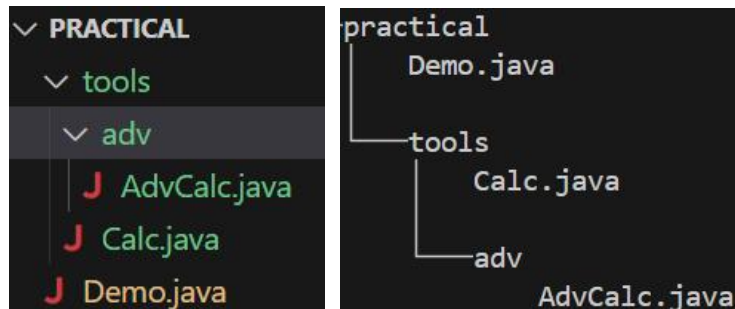 PRACTICAL
tools
adv
J AdvCalc.java
J Calc.java
J Demo.java
practical
Demo.java
tools
Calc.java
adv
AdvCalc.java